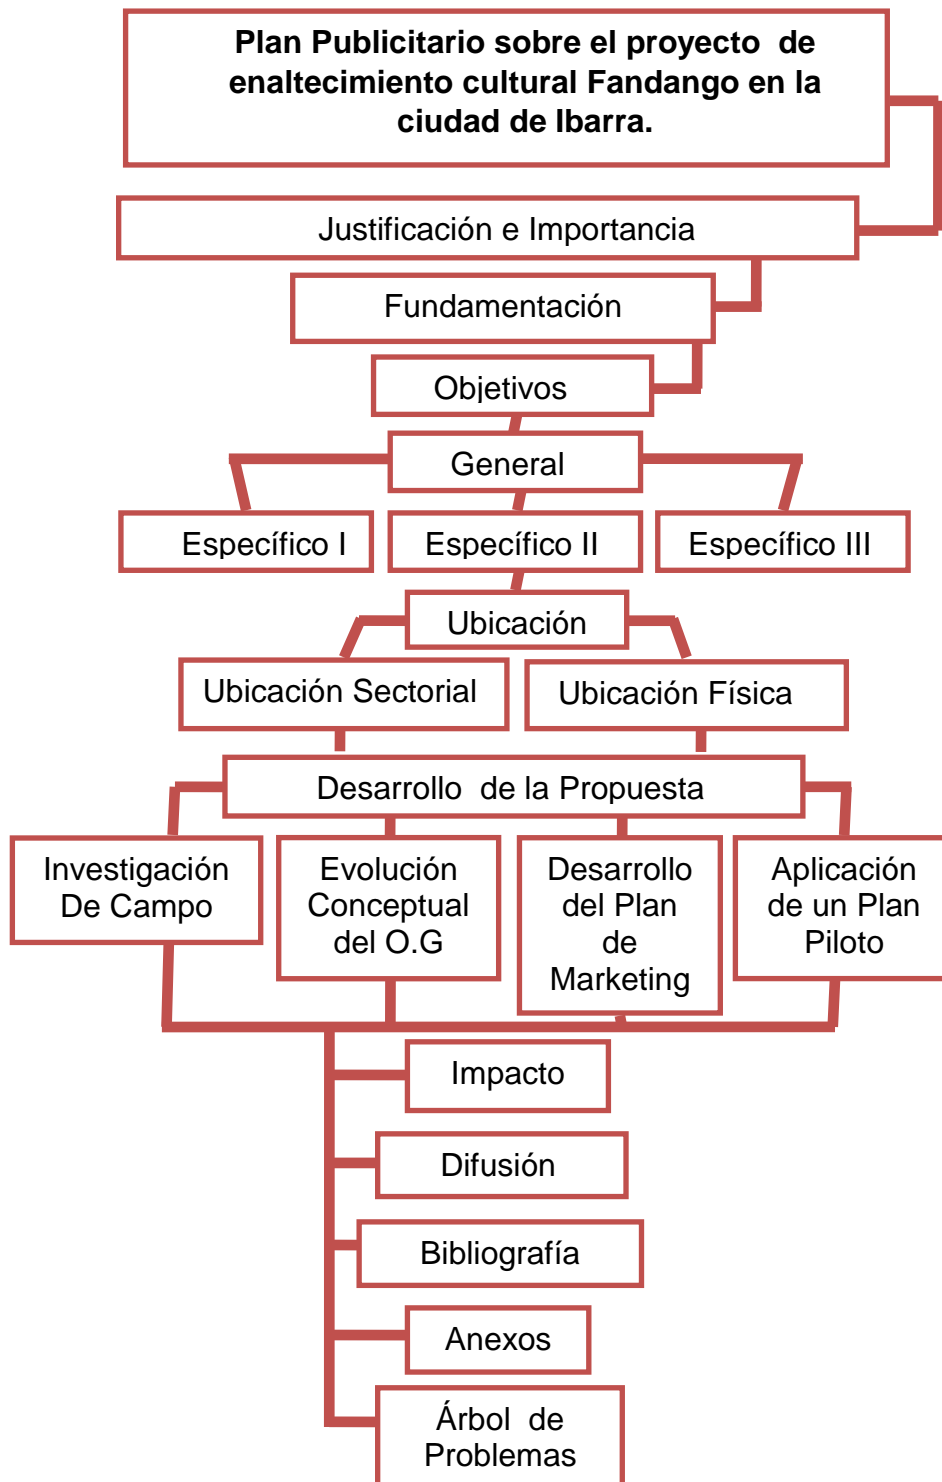 Plan Publicitario sobre el proyecto de
enaltecimiento cultural Fandango en la
ciudad de Ibarra.
Justificación e Importancia
Fundamentación
Objetivos
General
Específico I
Específico II
Específico III
Ubicación
Ubicación Sectorial
Ubicación Física
Desarrollo de la Propuesta
Investigación
De Campo
Evolución
Conceptual
del O.G
Desarrollo
del Plan
de
Marketing
Aplicación
de un Plan
Piloto
Impacto
Difusión
Bibliografía
Anexos
Árbol de
Problemas